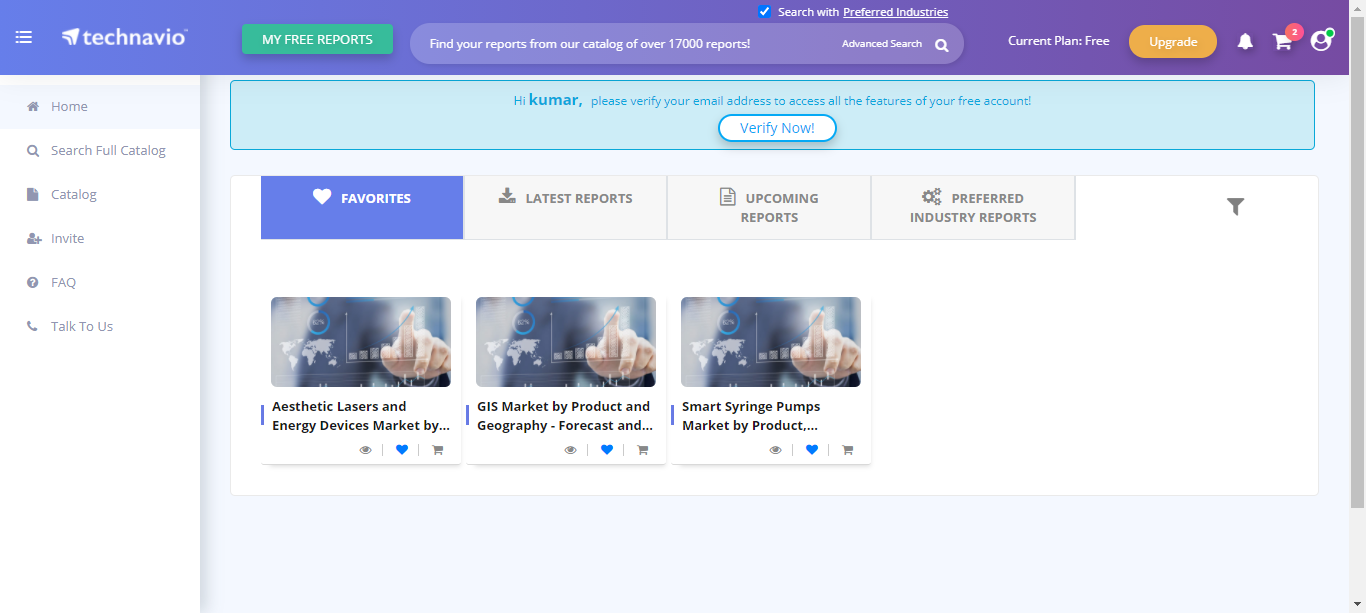 Search with Preferred Industries
technavio
MY FREE REPORTS
Find your reports from our catalog of over 17000 reports!
Advanced Search
Current Plan: Free
Upgrade
2
Home
Search Full Catalog
Catalog
Invite
FAQ
Talk To Us
Hi kumar, please verify your email address to access all the features of your free account!
Verify Now!
FAVORITES
LATEST REPORTS
UPCOMING
REPORTS
PREFERRED
INDUSTRY REPORTS
Aesthetic Lasers and
Energy Devices Market by...
GIS Market by Product and
Geography - Forecast and...
Smart Syringe Pumps
Market by Product,...